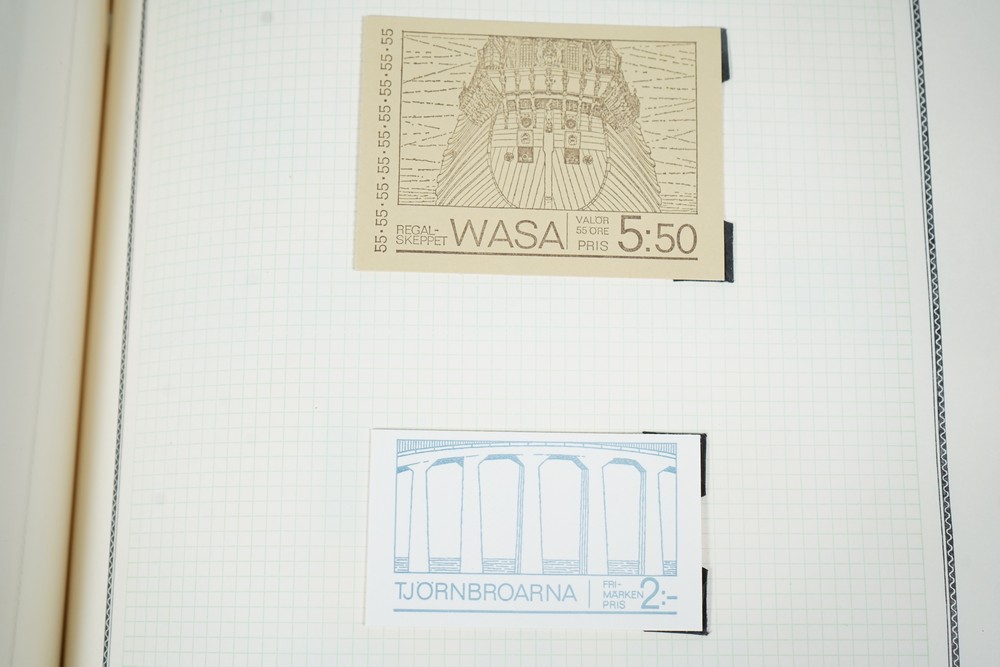 55·55·55·55·55·55·55·55·55
REGAL-
SKEPPET
WASA
VALÖR
55 ÖRE
PRIS
5:50
TJÖRNBROARNA
FRI-
MÄRKEN
PRIS
2:-